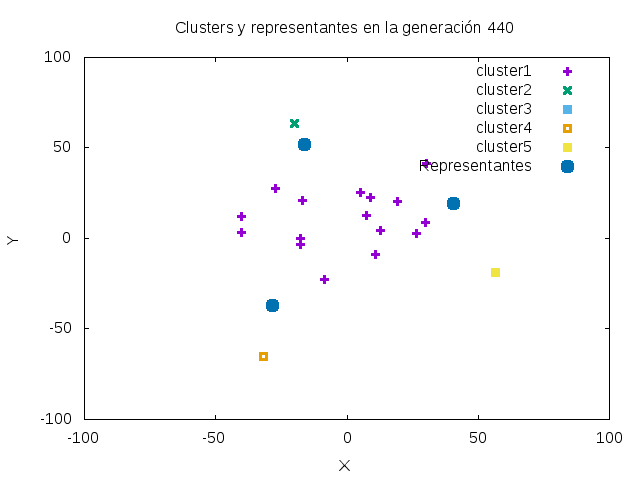 Clusters y representantes en la generación 440
100
50
0
-50
-100
-100
-50
0
50
100
Y
X
cluster1
cluster2
cluster3
cluster4
cluster5
Representantes